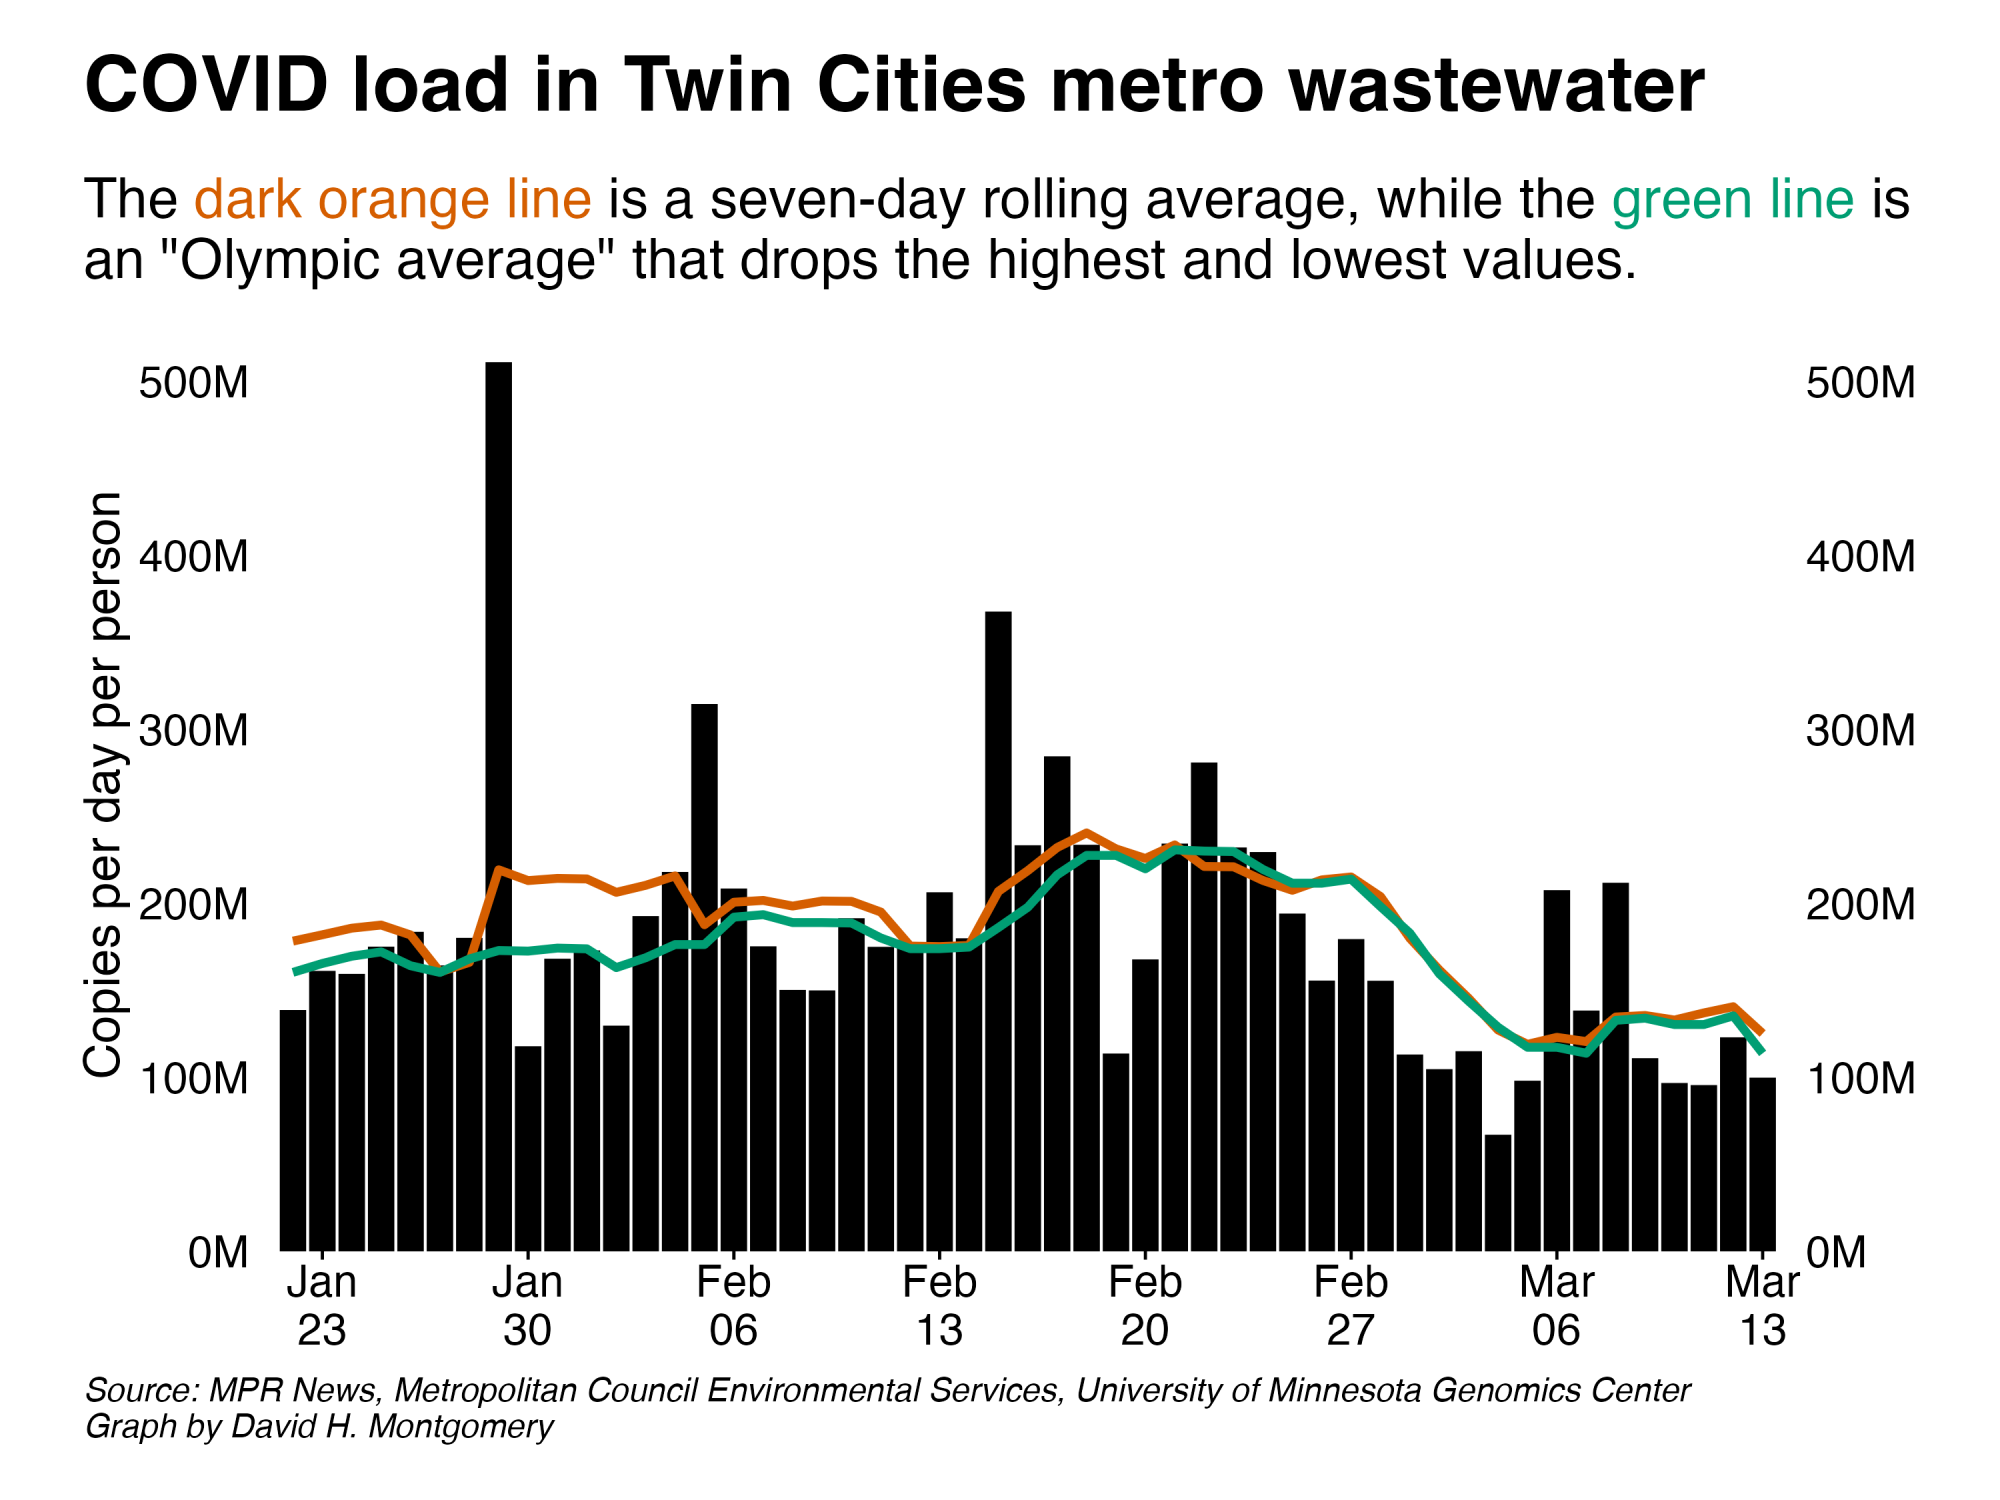 COVID load in Twin Cities metro wastewater
The dark orange line is a seven-day rolling average, while the green line is
an "Olympic average" that drops the highest and lowest values.
Copies per day per person
500M
400M
300M
200M
100M
0M
500M
400M
300M
200M
100M
0M
Jan
23
Jan
30
Feb
06
Feb
13
Feb
20
Feb
27
Mar
06
Mar
13
Source: MPR News, Metropolitan Council Environmental Services, University of Minnesota Genomics Center
Graph by David H. Montgomery